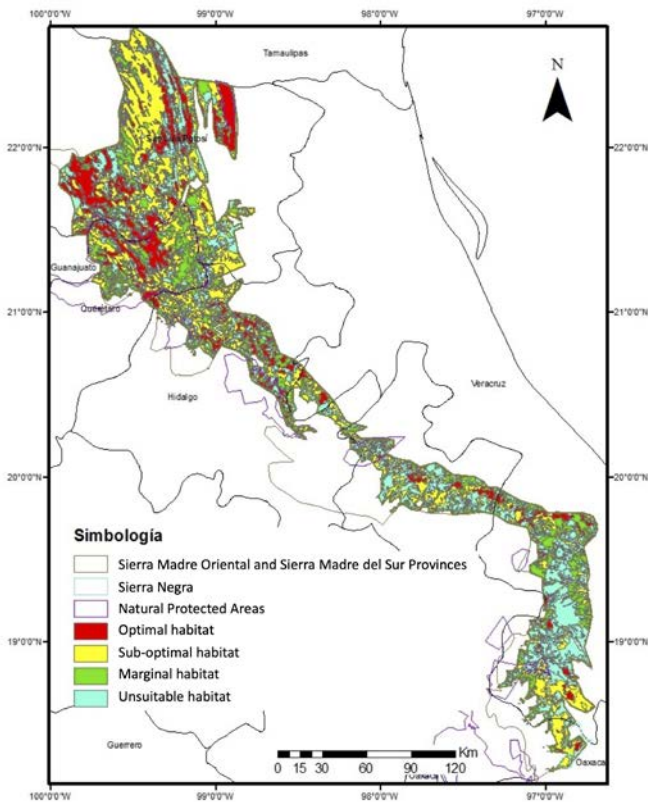 100°0'0"W 99°0'0"W 98°0'0"W 97°0'0"W
Tamaulipas
N
22°0'0"N
San Luis Potosí
22°0'0"N
Guanajuato
21°0'0"N
Querétaro
21°0'0"N
Veracruz
Hidalgo
20°0'0"N
20°0'0"N
Simbología
Sierra Madre Oriental and Sierra Madre del Sur Provinces
Sierra Negra
Natural Protected Areas
Optimal habitat
19°0'0"N
19°0'0"N
Sub-optimal habitat
Marginal habitat
Unsuitable habitat
Guerrero
Km
Oaxaca
0 15 30 60 90 120
Oaxaca
100°0'0"W 99°0'0"W 98°0'0"W 97°0'0"W